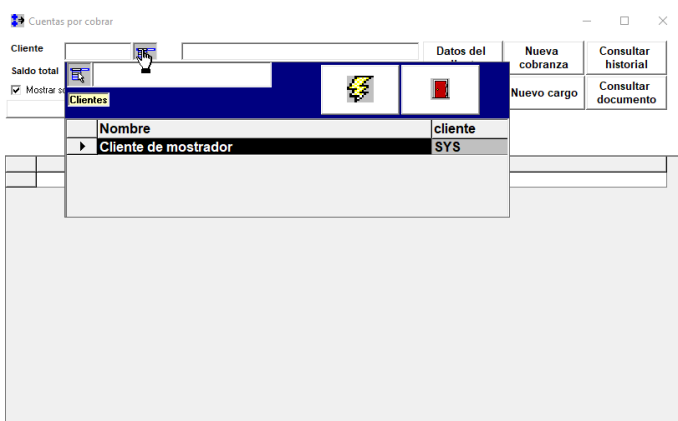 Cuentas por cobrar
Cliente
Datos del
Nueva
cobranza
Consultar
historial
Saldo total
Mostrar
Nuevo cargo
Consultar
documento
Clientes
Nombre cliente
Cliente de mostrador SYS